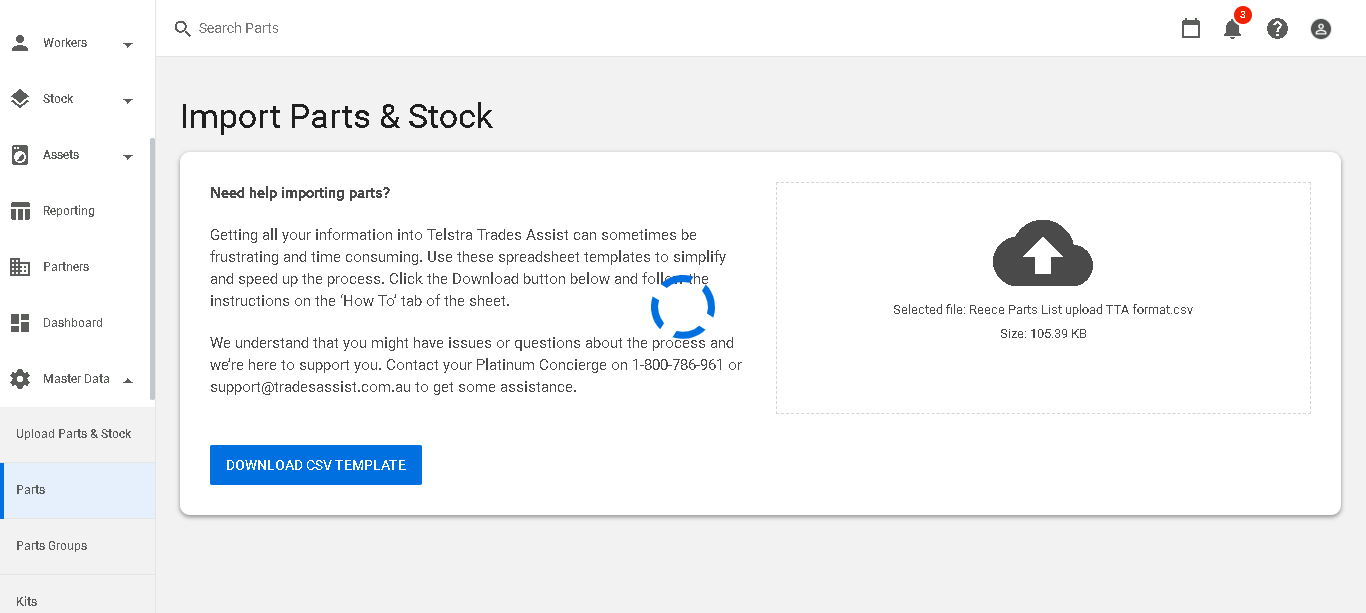 Search Parts
3
Workers
Stock
Assets
Reporting
Partners
Dashboard
Master Data
Upload Parts & Stock
Parts
Parts Groups
Kits
Import Parts & Stock
Need help importing parts?
Getting all your information into Telstra Trades Assist can sometimes be
frustrating and time consuming. Use these spreadsheet templates to simplify
and speed up the process. Click the Download button below and follow the
instructions on the ‘How To’ tab of the sheet.
We understand that you might have issues or questions about the process and
we’re here to support you. Contact your Platinum Concierge on 1-800-786-961 or
support@tradesassist.com.au to get some assistance.
DOWNLOAD CSV TEMPLATE
Selected file: Reece Parts List upload TTA format.csv
Size: 105.39 KB